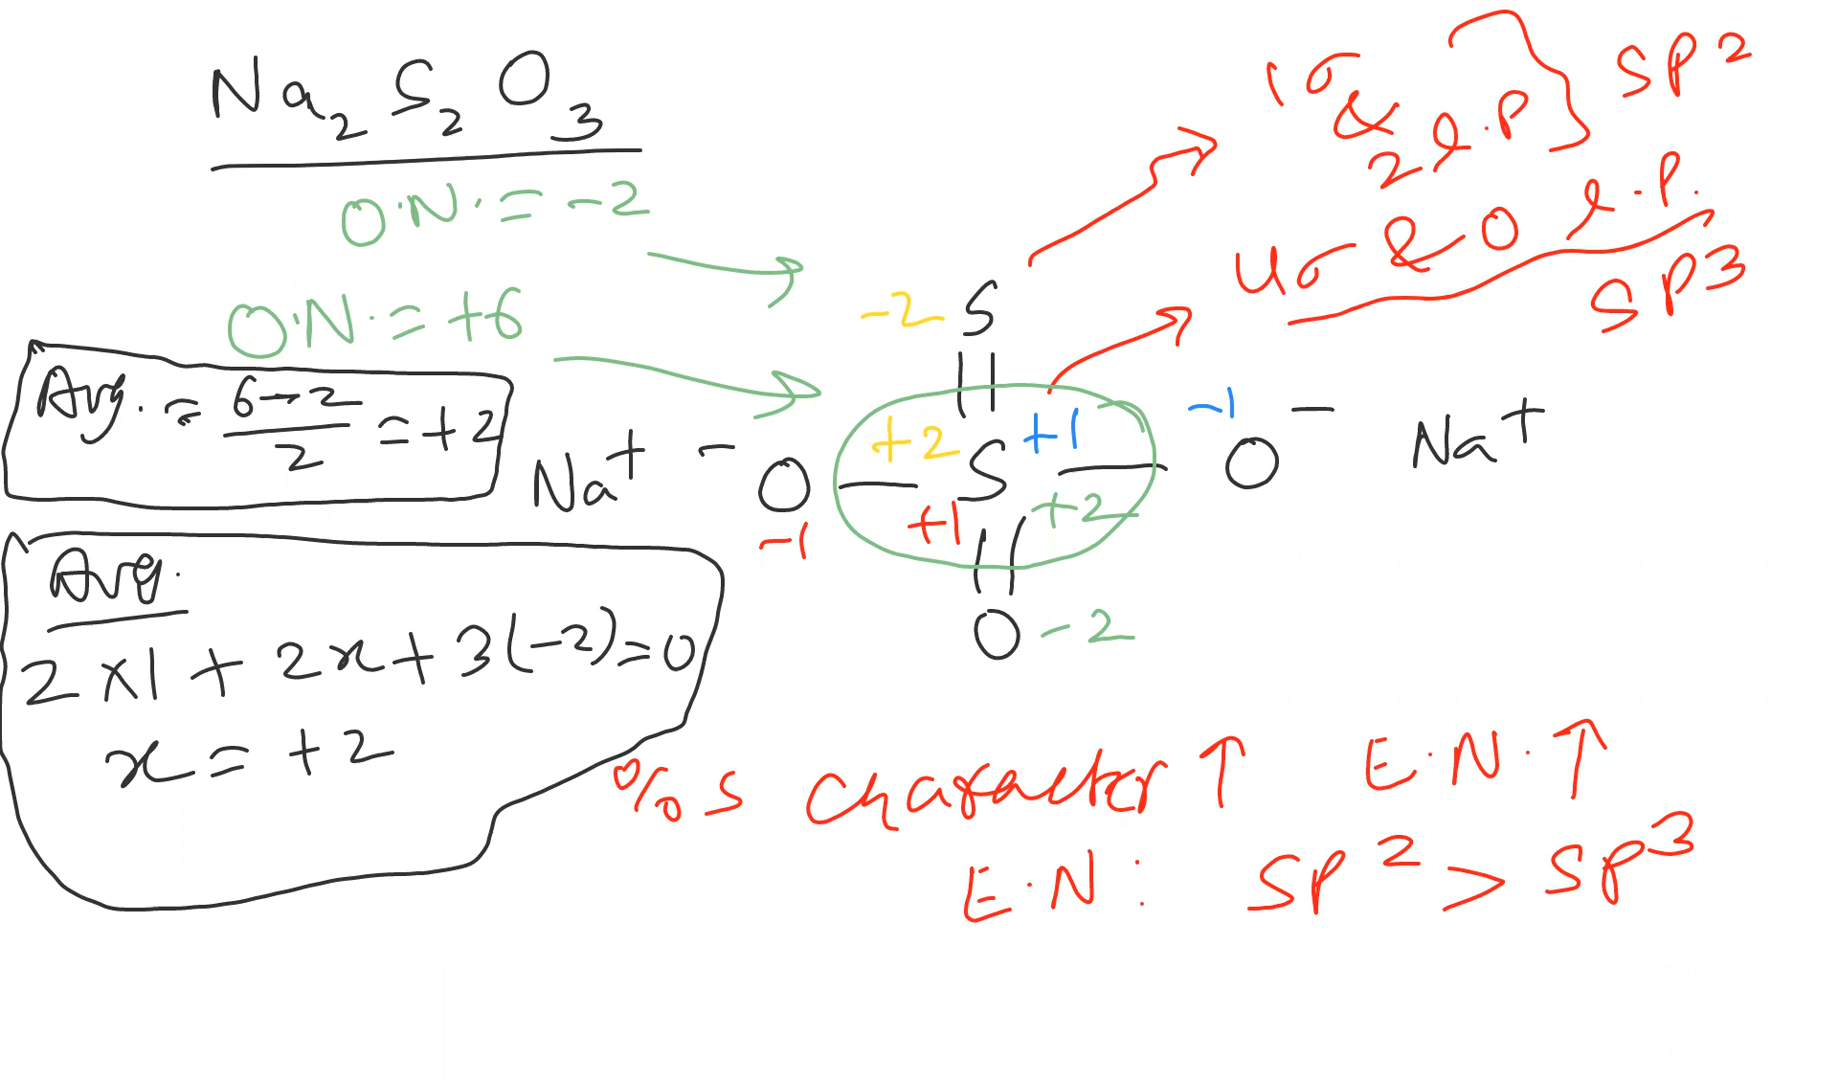 Na₂S₂O₃
O.N. = -2
O.N. = +6
Avg. = (6-2)/2 = +2
Avg.
2×1 + 2x + 3(-2) = 0
x = +2
1σ & 2 l.p } sp²
4σ & 0 l.p.
sp³
-2 S
+2 S +1
+1 +2
Na⁺ ⁻O
-1
-1
O⁻ Na⁺
O -2
% s character ↑ E.N. ↑
E.N: sp² > sp³